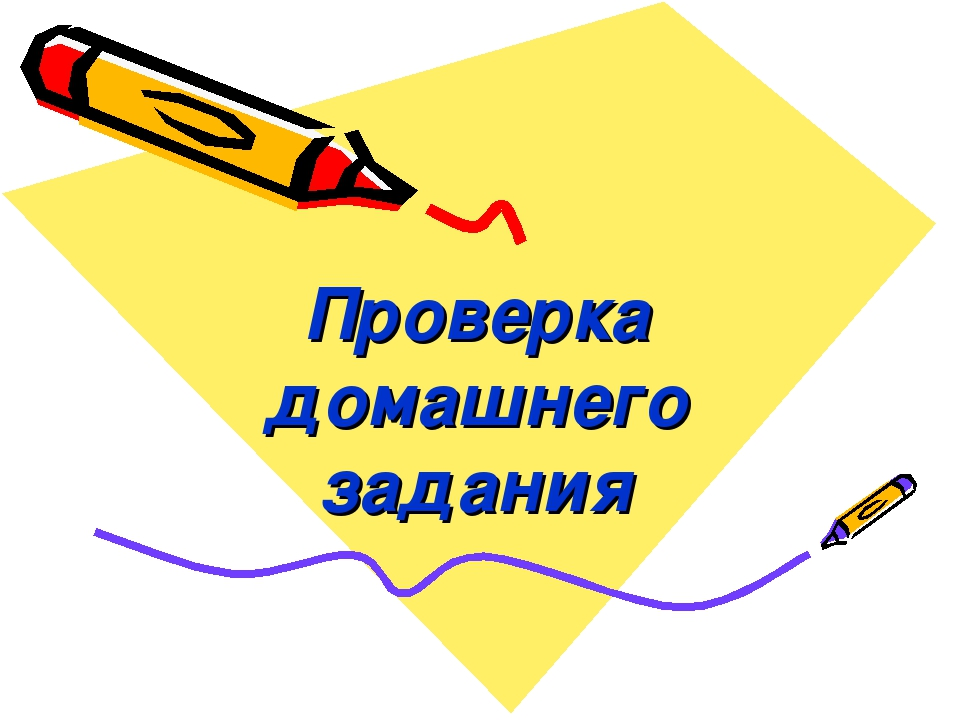 Проверка
домашнего
задания